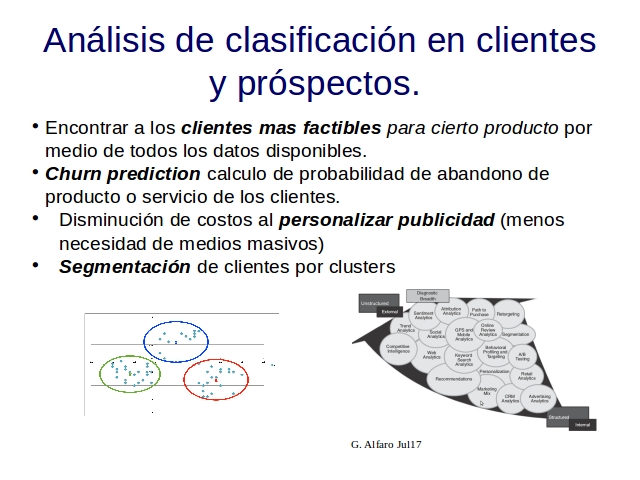 Análisis de clasificación en clientes
y próspectos.
• Encontrar a los clientes mas factibles para cierto producto por
medio de todos los datos disponibles.
• Churn prediction calculo de probabilidad de abandono de
producto o servicio de los clientes.
• Disminución de costos al personalizar publicidad (menos
necesidad de medios masivos)
• Segmentación de clientes por clusters
Diagnostic
Breadth
Unstructured
External
Sentiment
Analytics
Attribution
Analytics
Path to
Purchase
Retargeting
Trend
Analytics
Social
Analytics
GPS and
Mobile
Analytics
Online
Review
Analytics
Segmentation
Competitive
Intelligence
Web
Analytics
Keyword
Search
Analytics
Behavioral
Profiling and
Targeting
A/B
Testing
Recommendations
Personalization
Retail
Analytics
Marketing
Mix
CRM
Analytics
Advertising
Analytics
Structured
Internal
G. Alfaro Jul17